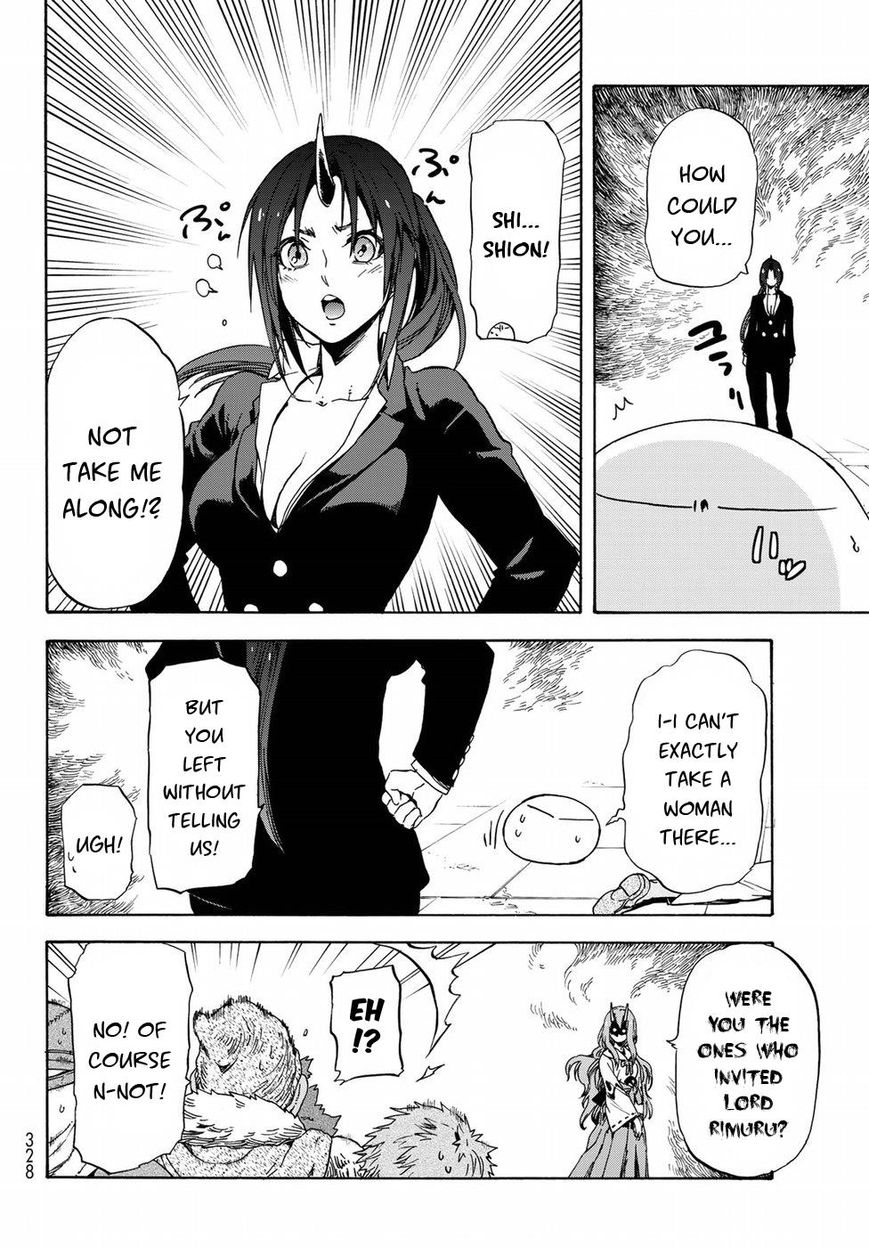 HOW
COULD
YOU...
ユラ
SHI...
SHION!
ぷん
ぷん
NOT
TAKE ME
ALONG!?
I-I CAN'T
EXACTLY
TAKE A
WOMAN
THERE...
BUT
YOU
LEFT
WITHOUT
TELLING
US!
UGH!
WERE
YOU THE
ONES WHO
INVITED
LORD
RIMURU?
EH
!?
NO! OF
COURSE
N-NOT!
328